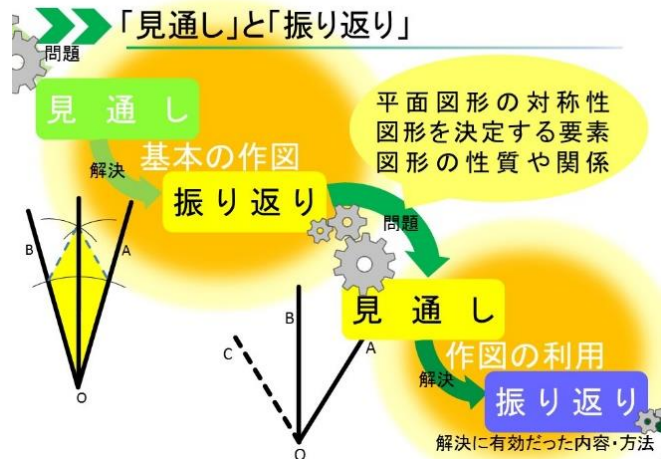 「見通し」と「振り返り」
問題
見 通 し
解決
基本の作図
振り返り
平面図形の対称性
図形を決定する要素
図形の性質や関係
問題
B
A
O
B
C
A
O
見 通 し
作図の利用
解決
振り返り
解決に有効だった内容・方法